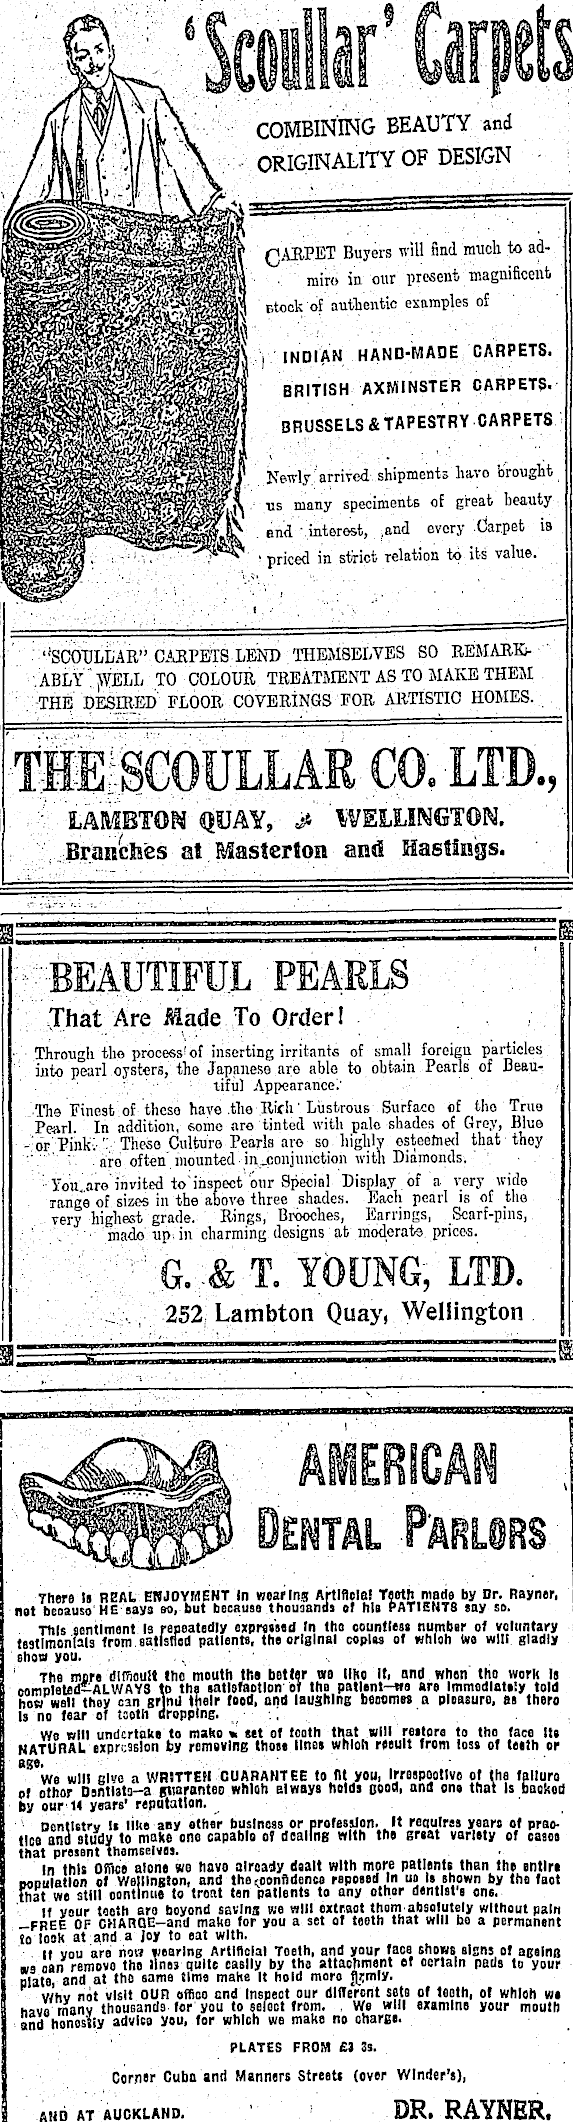 'Scoullar' Carpets
COMBINING BEAUTY and
ORIGINALITY OF DESIGN
CARPET Buyers will find much to ad-
mire in our present magnificent
stock of authentic examples of
INDIAN HAND-MADE CARPETS.
BRITISH AXMINSTER CARPETS.
BRUSSELS & TAPESTRY CARPETS
Newly arrived shipments have brought
us many speciments of great beauty
and interest, and every Carpet is
priced in strict relation to its value.
"SCOULLAR" CARPETS LEND THEMSELVES SO REMARK-
ABLY WELL TO COLOUR TREATMENT AS TO MAKE THEM
THE DESIRED FLOOR COVERINGS FOR ARTISTIC HOMES.
THE SCOULLAR CO. LTD.,
LAMBTON QUAY, WELLINGTON.
Branches at Masterton and Hastings.
BEAUTIFUL PEARLS
That Are Made To Order!
Through the process of inserting irritants of small foreign particles
into pearl oysters, the Japanese are able to obtain Pearls of Beau-
tiful Appearance.
The Finest of these have the Rich Lustrous Surface of the True
Pearl. In addition, some are tinted with pale shades of Grey, Blue
or Pink. These Culture Pearls are so highly esteemed that they
are often mounted in conjunction with Diamonds.
You are invited to inspect our Special Display of a very wide
range of sizes in the above three shades. Each pearl is of the
very highest grade. Rings, Brooches, Earrings, Scarf-pins,
made up in charming designs at moderate prices.
G. & T. YOUNG, LTD.
252 Lambton Quay, Wellington
AMERICAN
DENTAL PARLORS
There is REAL ENJOYMENT in wearing Artificial Teeth made by Dr. Rayner,
not because HE says so, but because thousands of his PATIENTS say so.
This sentiment is repeatedly expressed in the countless number of voluntary
testimonials from satisfied patients, the original copies of which we will gladly
show you.
The more difficult the mouth the better we like it, and when the work is
completed—ALWAYS to the satisfaction of the patient—we are immediately told
how well they can grind their food, and laughing becomes a pleasure, as there
is no fear of teeth dropping.
We will undertake to make a set of teeth that will restore to the face its
NATURAL expression by removing those lines which result from loss of teeth or
age.
We will give a WRITTEN GUARANTEE to fit you, irrespective of the failure
of other Dentists—a guarantee which always holds good, and one that is backed
by our 14 years' reputation.
Dentistry is like any other business or profession. It requires years of prac-
tice and study to make one capable of dealing with the great variety of cases
that present themselves.
In this Office alone we have already dealt with more patients than the entire
population of Wellington, and the confidence reposed in us is shown by the fact
that we still continue to treat ten patients to any other dentist's one.
If your teeth are beyond saving we will extract them absolutely without pain
—FREE OF CHARGE—and make for you a set of teeth that will be a permanent
to look at and a joy to eat with.
If you are now wearing Artificial Teeth, and your face shows signs of ageing
we can remove the lines quite easily by the attachment of certain pads to your
plate, and at the same time make it hold more firmly.
Why not visit OUR office and inspect our different sets of teeth, of which we
have many thousands for you to select from. We will examine your mouth
and honestly advice you, for which we make no charge.
PLATES FROM £3 3s.
Corner Cuba and Manners Streets (over Winder's),
AND AT AUCKLAND. DR. RAYNER.